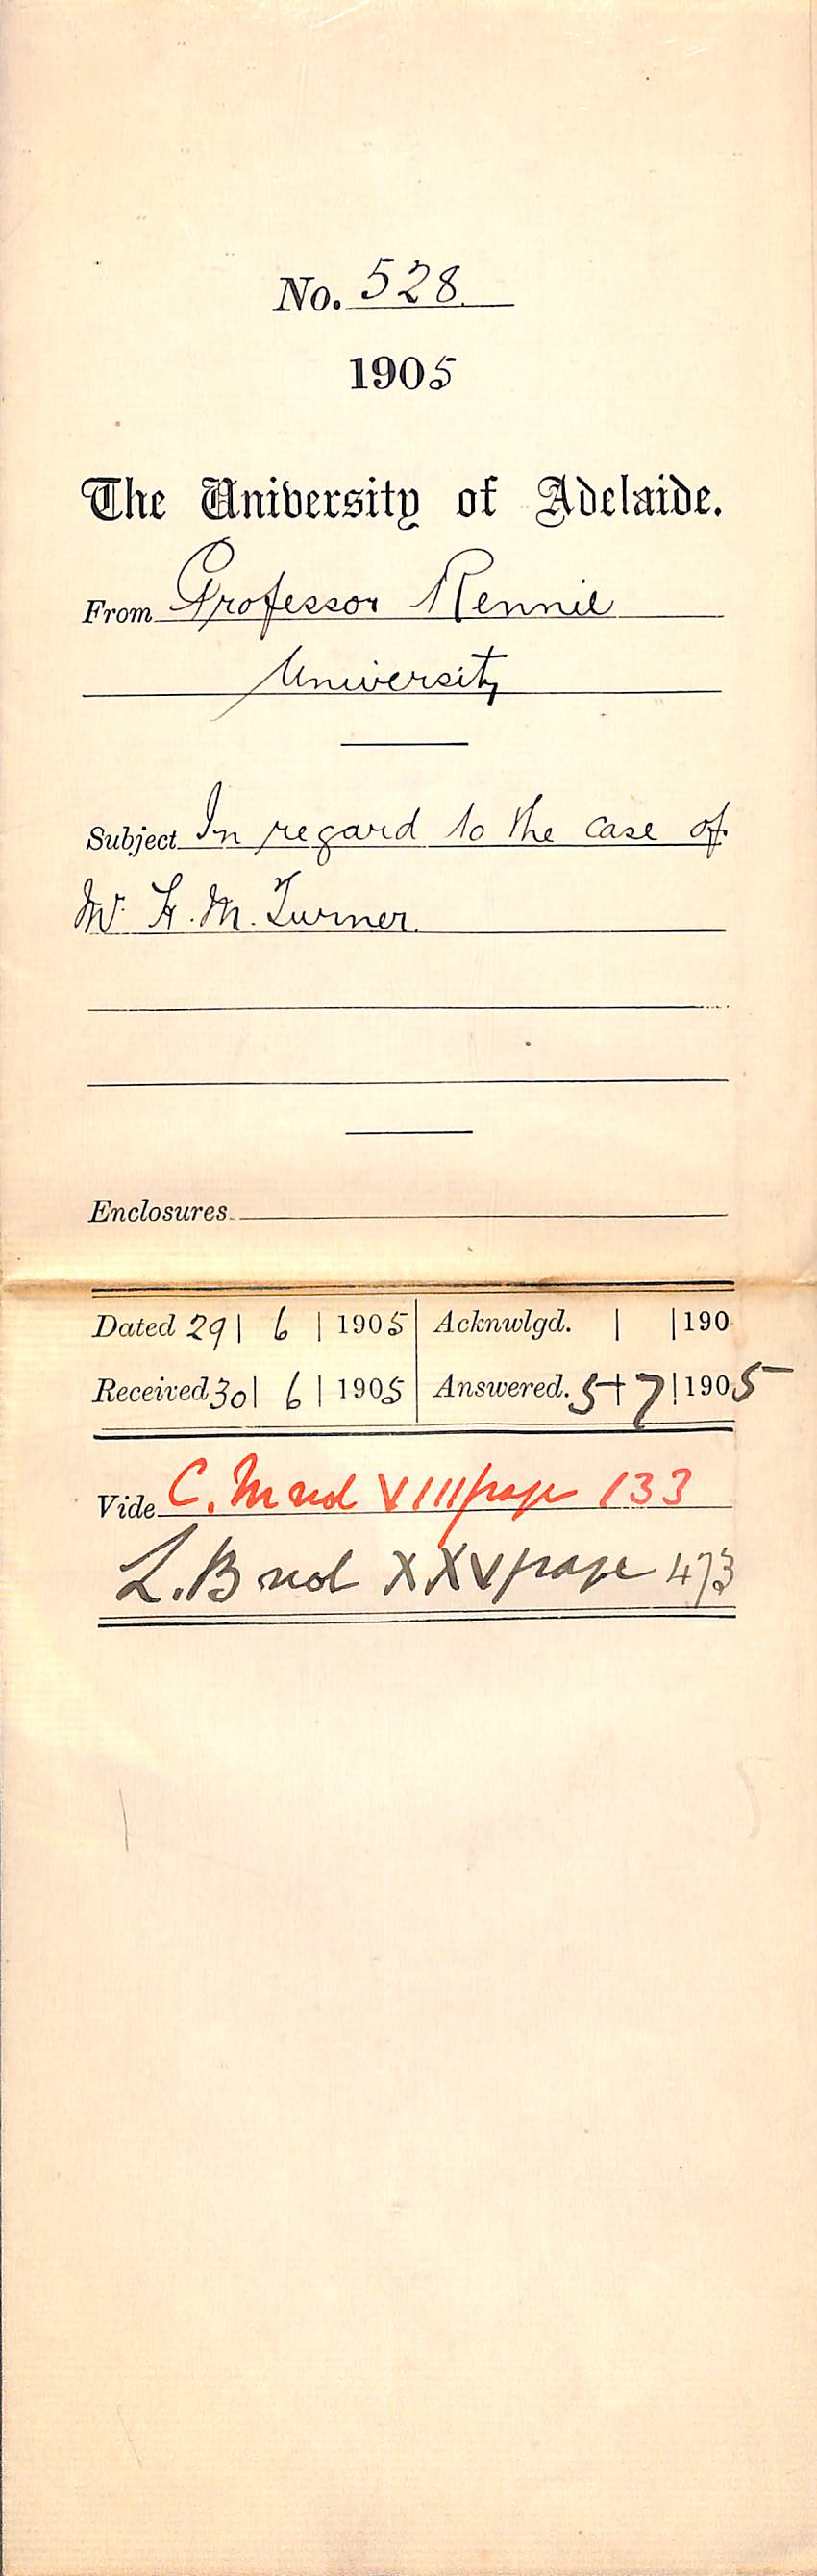 No. 528.
1905
The University of Adelaide.
From Professor Rennie
University
Subject In regard to the case of
Mr. H. M. Turner.
Enclosures
Dated 29 | 6 | 1905 Acknwlgd. | | 190
Received 30 | 6 | 1905 Answered. 5 | 7 | 1905
Vide C. M vol VIII page 133
L. B vol XXV page 473